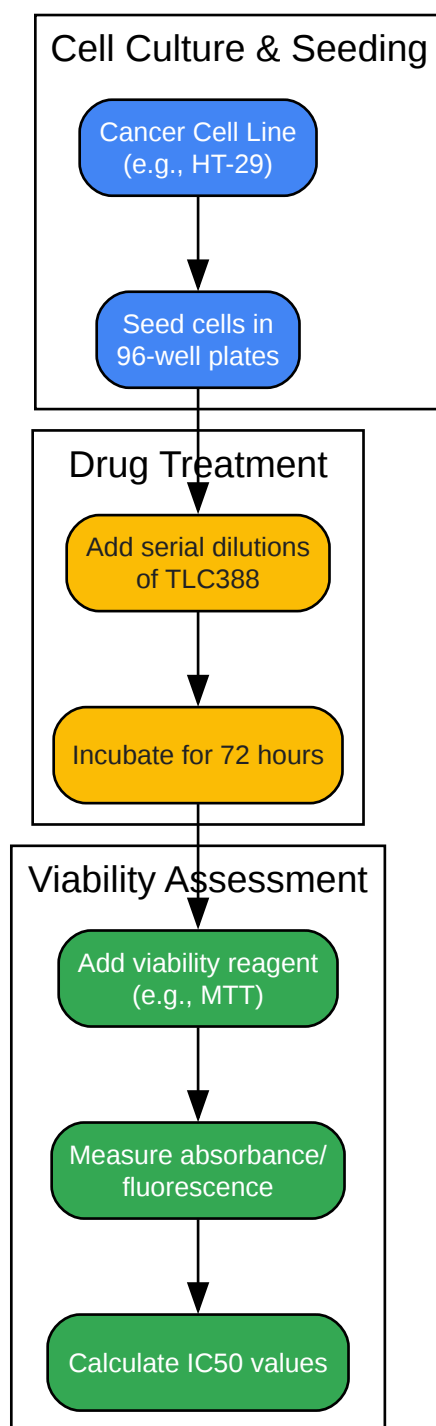 Cell Culture & Seeding
Cancer Cell Line
(e.g., HT-29)
Seed cells in
96-well plates
Drug Treatment
Add serial dilutions
of TLC388
Incubate for 72 hours
Viability Assessment
Add viability reagent
(e.g., MTT)
Measure absorbance/
fluorescence
Calculate IC50 values